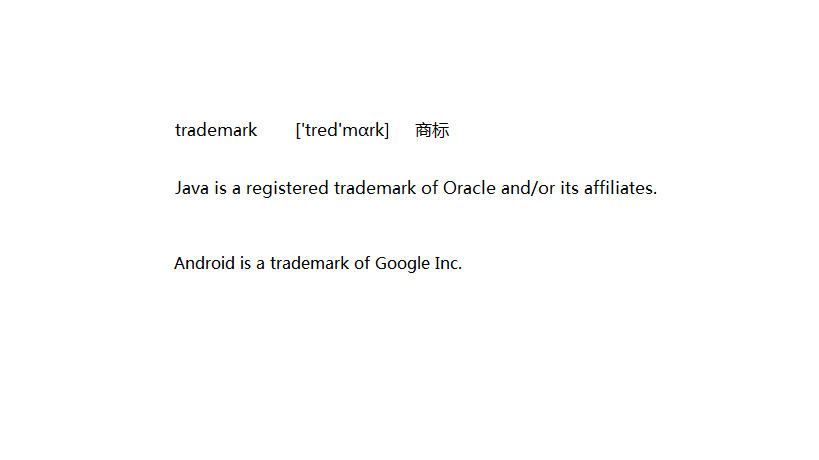 trademark ['tred'mɑrk] 商标
Java is a registered trademark of Oracle and/or its affiliates.
Android is a trademark of Google Inc.